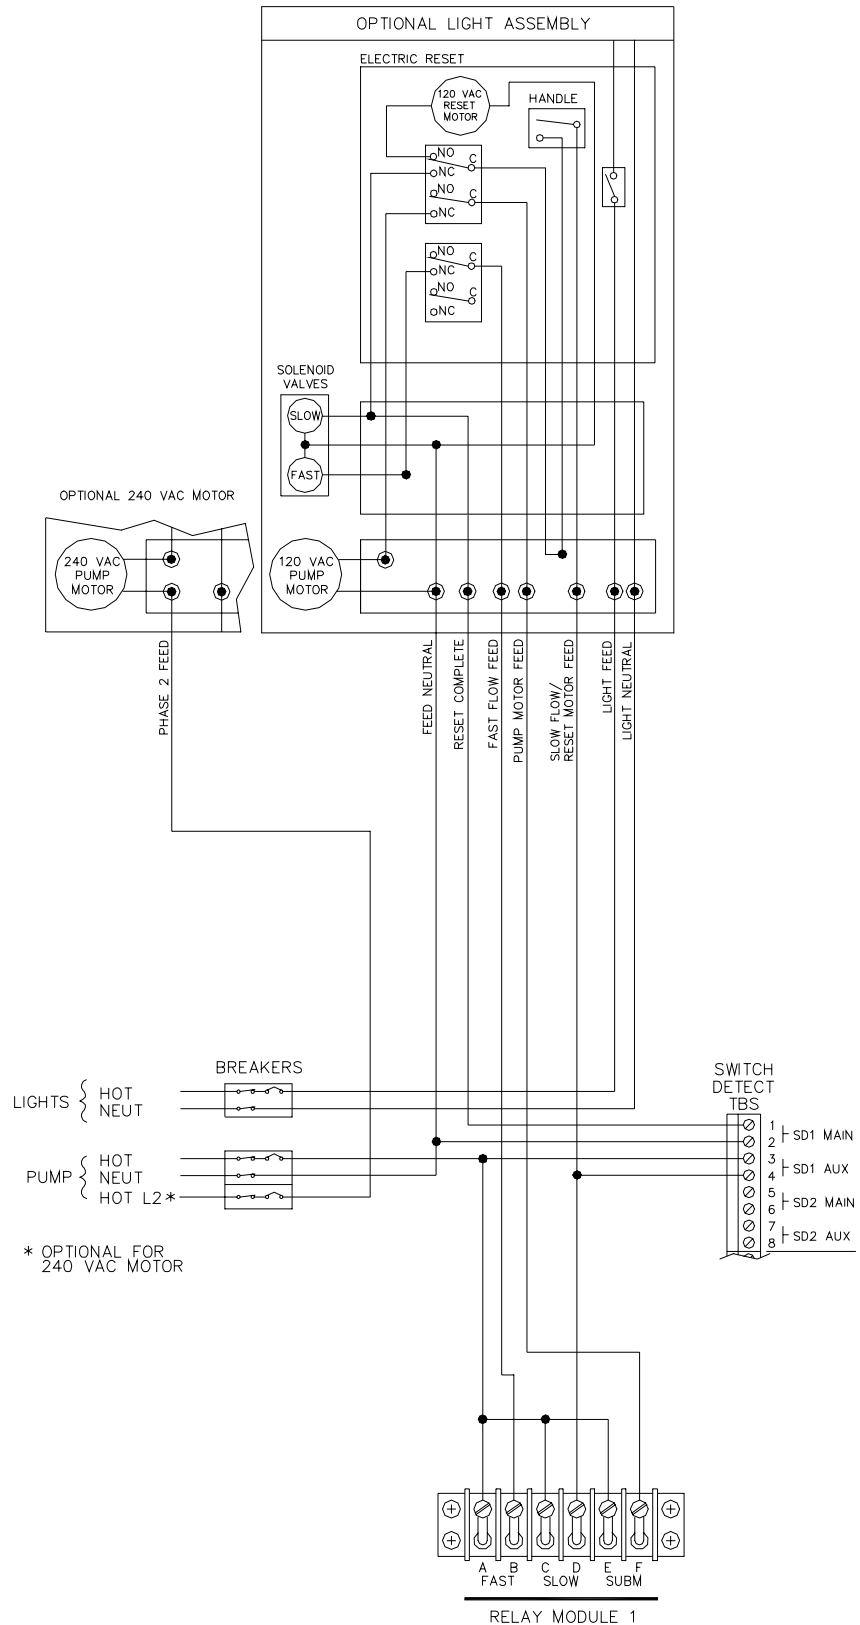 OPTIONAL LIGHT ASSEMBLY
ELECTRIC RESET
120 VAC
RESET
MOTOR
HANDLE
NO
C
NC
NO
C
NC
NO
C
NC
NO
C
NC
SOLENOID
VALVES
SLOW
FAST
OPTIONAL 240 VAC MOTOR
240 VAC
PUMP
MOTOR
120 VAC
PUMP
MOTOR
PHASE 2 FEED
FEED NEUTRAL
RESET COMPLETE
FAST FLOW FEED
PUMP MOTOR FEED
SLOW FLOW/
RESET MOTOR FEED
LIGHT FEED
LIGHT NEUTRAL
BREAKERS
LIGHTS { HOT
NEUT
PUMP { HOT
NEUT
HOT L2*
* OPTIONAL FOR
240 VAC MOTOR
SWITCH
DETECT
TBS
1
2
SD1 MAIN
3
4
SD1 AUX
5
6
SD2 MAIN
7
8
SD2 AUX
A B C D E F
FAST SLOW SUBM
RELAY MODULE 1